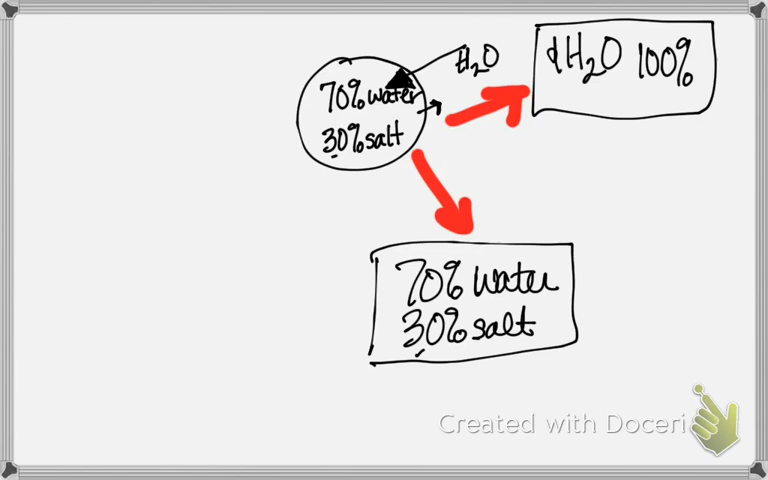 H₂O
dH₂O 100%
70% water
30% salt
70% water
30% salt
Created with Doceri